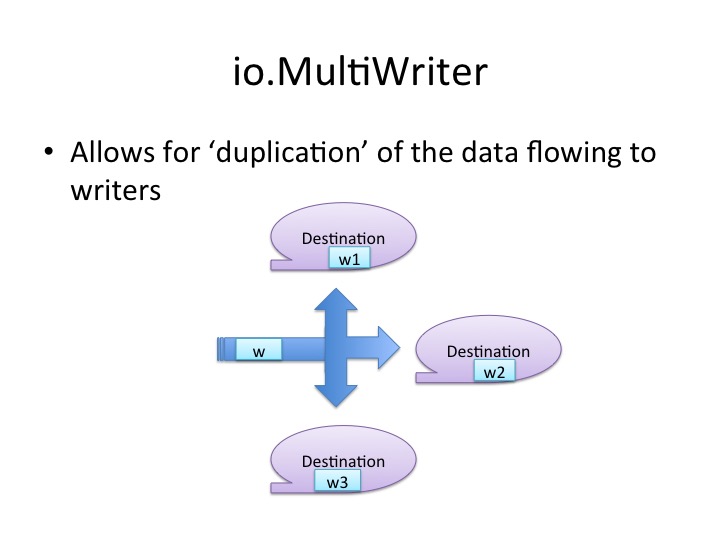 io.MultiWriter
• Allows for ‘duplication’ of the data flowing to
writers
Destination
w1
w
Destination
w2
Destination
w3